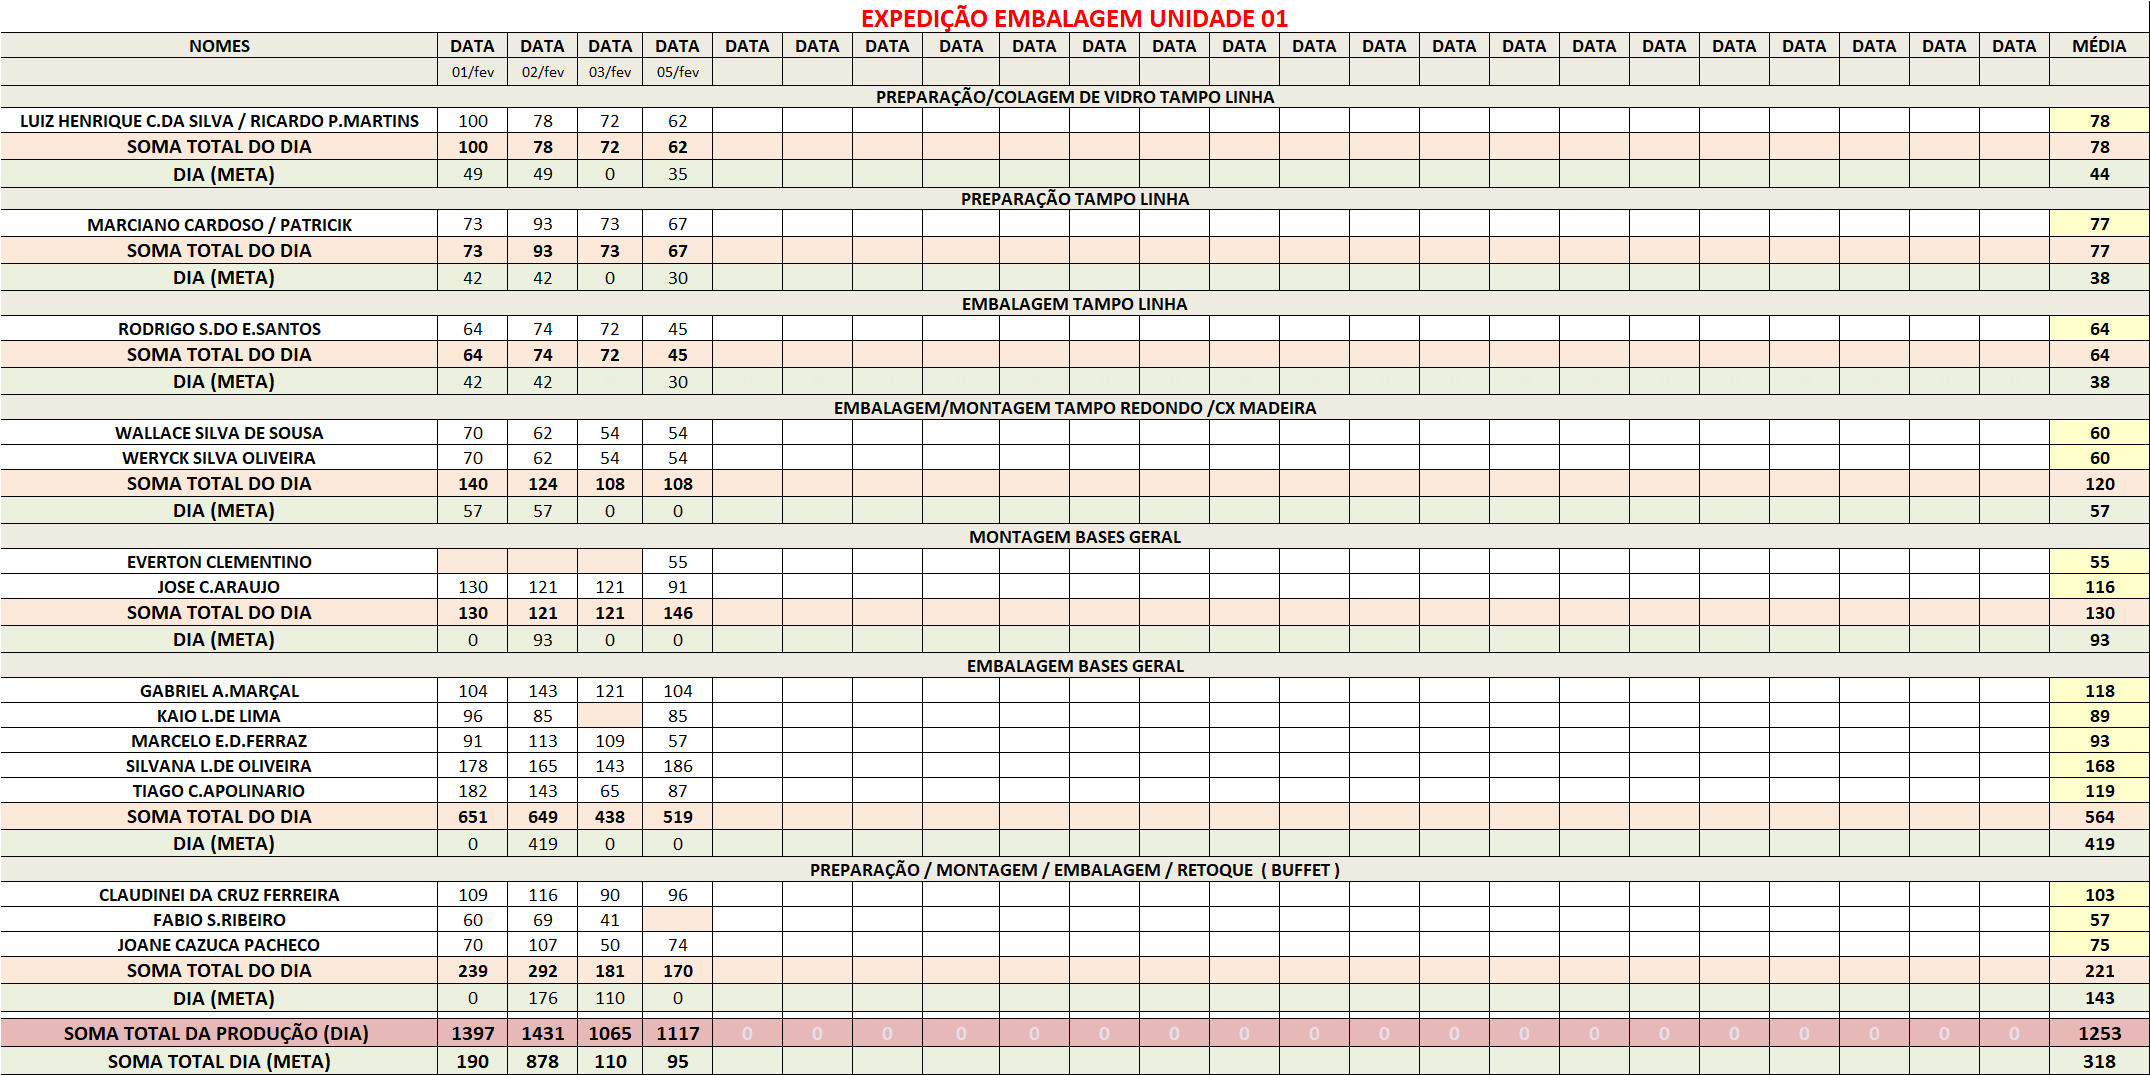 EXPEDIÇÃO EMBALAGEM UNIDADE 01
NOMES DATA DATA DATA DATA DATA DATA DATA DATA DATA DATA DATA DATA DATA DATA DATA DATA DATA DATA DATA DATA DATA DATA DATA MÉDIA
01/fev 02/fev 03/fev 05/fev
PREPARAÇÃO/COLAGEM DE VIDRO TAMPO LINHA
LUIZ HENRIQUE C.DA SILVA / RICARDO P.MARTINS 100 78 72 62 78
SOMA TOTAL DO DIA 100 78 72 62 78
DIA (META) 49 49 0 35 44
PREPARAÇÃO TAMPO LINHA
MARCIANO CARDOSO / PATRICIK 73 93 73 67 77
SOMA TOTAL DO DIA 73 93 73 67 77
DIA (META) 42 42 0 30 38
EMBALAGEM TAMPO LINHA
RODRIGO S.DO E.SANTOS 64 74 72 45 64
SOMA TOTAL DO DIA 64 74 72 45 64
DIA (META) 42 42 30 38
EMBALAGEM/MONTAGEM TAMPO REDONDO /CX MADEIRA
WALLACE SILVA DE SOUSA 70 62 54 54 60
WERYCK SILVA OLIVEIRA 70 62 54 54 60
SOMA TOTAL DO DIA 140 124 108 108 120
DIA (META) 57 57 0 0 57
MONTAGEM BASES GERAL
EVERTON CLEMENTINO 55 55
JOSE C.ARAUJO 130 121 121 91 116
SOMA TOTAL DO DIA 130 121 121 146 130
DIA (META) 0 93 0 0 93
EMBALAGEM BASES GERAL
GABRIEL A.MARÇAL 104 143 121 104 118
KAIO L.DE LIMA 96 85 85 89
MARCELO E.D.FERRAZ 91 113 109 57 93
SILVANA L.DE OLIVEIRA 178 165 143 186 168
TIAGO C.APOLINARIO 182 143 65 87 119
SOMA TOTAL DO DIA 651 649 438 519 564
DIA (META) 0 419 0 0 419
PREPARAÇÃO / MONTAGEM / EMBALAGEM / RETOQUE ( BUFFET )
CLAUDINEI DA CRUZ FERREIRA 109 116 90 96 103
FABIO S.RIBEIRO 60 69 41 57
JOANE CAZUCA PACHECO 70 107 50 74 75
SOMA TOTAL DO DIA 239 292 181 170 221
DIA (META) 0 176 110 0 143
SOMA TOTAL DA PRODUÇÃO (DIA) 1397 1431 1065 1117 0 0 0 0 0 0 0 0 0 0 0 0 0 0 0 0 0 0 0 1253
SOMA TOTAL DIA (META) 190 878 110 95 318